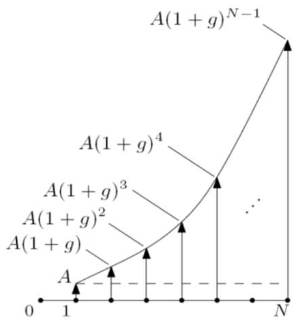 A(1 + g)^{N−1}
A(1 + g)^4
A(1 + g)^3
A(1 + g)^2
A(1 + g)
A
0 1 N